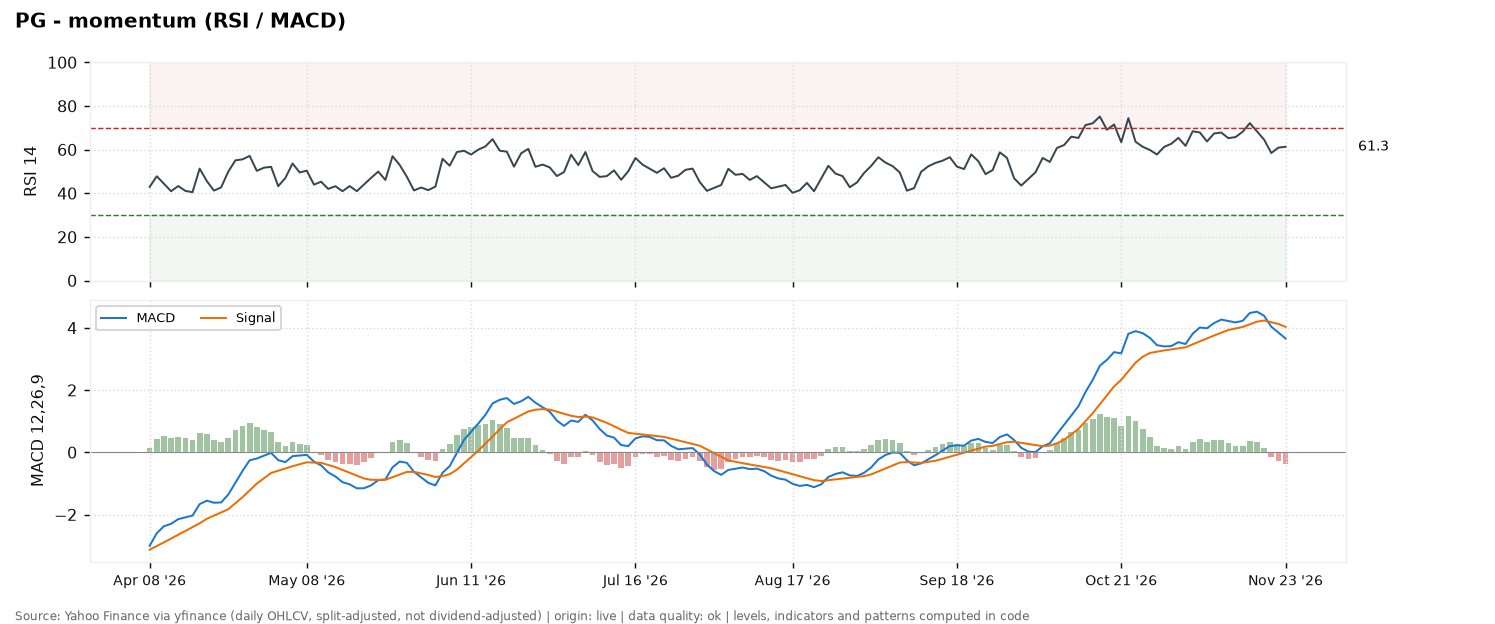 PG - momentum (RSI / MACD)
100
80
60
40
20
0
RSI 14
61.3
MACD Signal
4
2
0
−2
MACD 12,26,9
Apr 08 '26 May 08 '26 Jun 11 '26 Jul 16 '26 Aug 17 '26 Sep 18 '26 Oct 21 '26 Nov 23 '26
Source: Yahoo Finance via yfinance (daily OHLCV, split-adjusted, not dividend-adjusted) | origin: live | data quality: ok | levels, indicators and patterns computed in code